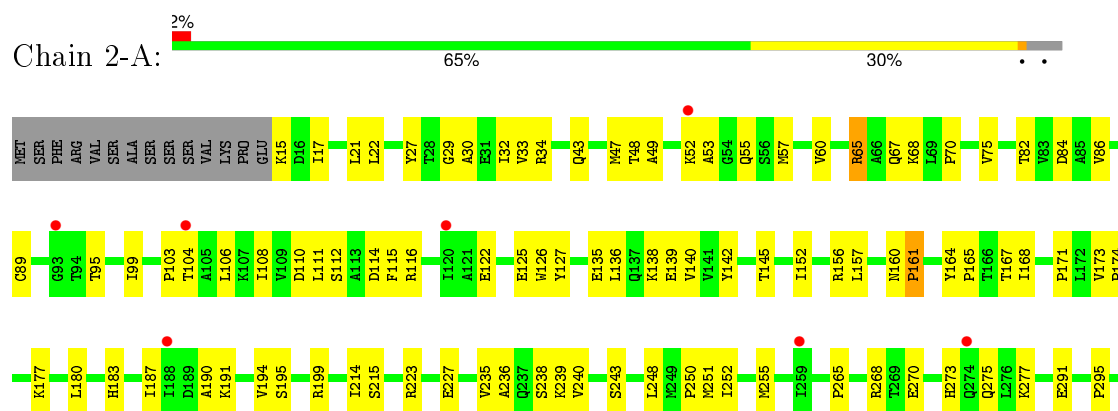 2%
Chain 2-A:
65% 30% • •
MET SER PHE ARG VAL SER ALA SER SER SER VAL LYS PRO GLU K15 D16 I17 L21 L22 Y27 T28 G29 A30 E31 I32 V33 R34 Q43 M47 T48 A49 K52 A53 G54 Q55 S56 M57 V60 R65 A66 Q67 K68 L69 P70 V75 T82 V83 D84 A85 V86
C89 G93 T94 T95 I99 P103 T104 A105 L106 K107 I108 V109 D110 L111 S112 A113 D114 F115 R116 I120 A121 E122 E125 W126 Y127 E135 L136 Q137 K138 E139 V140 V141 Y142 T145 I152 R156 L157 N160 P161 Y164 P165 T166 T167 I168 P171 L172 V173 P174
K177 L180 H183 I187 I188 D189 A190 K191 V194 S195 R199 I214 S215 R223 E227 V235 A236 Q237 S238 K239 V240 S243 L248 M249 P250 M251 I252 M255 I259 P265 R268 T269 E270 H273 Q274 Q275 L276 K277 E291 P295